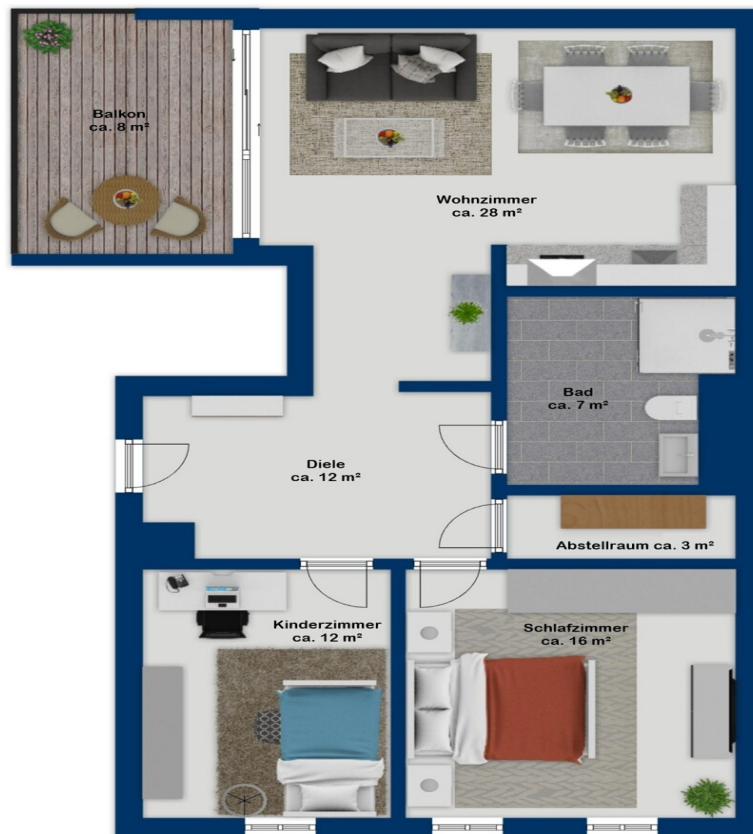 Balkon
ca. 8 m²
Wohnzimmer
ca. 28 m²
Bad
ca. 7 m²
Diele
ca. 12 m²
Abstellraum ca. 3 m²
Kinderzimmer
ca. 12 m²
Schlafzimmer
ca. 16 m²